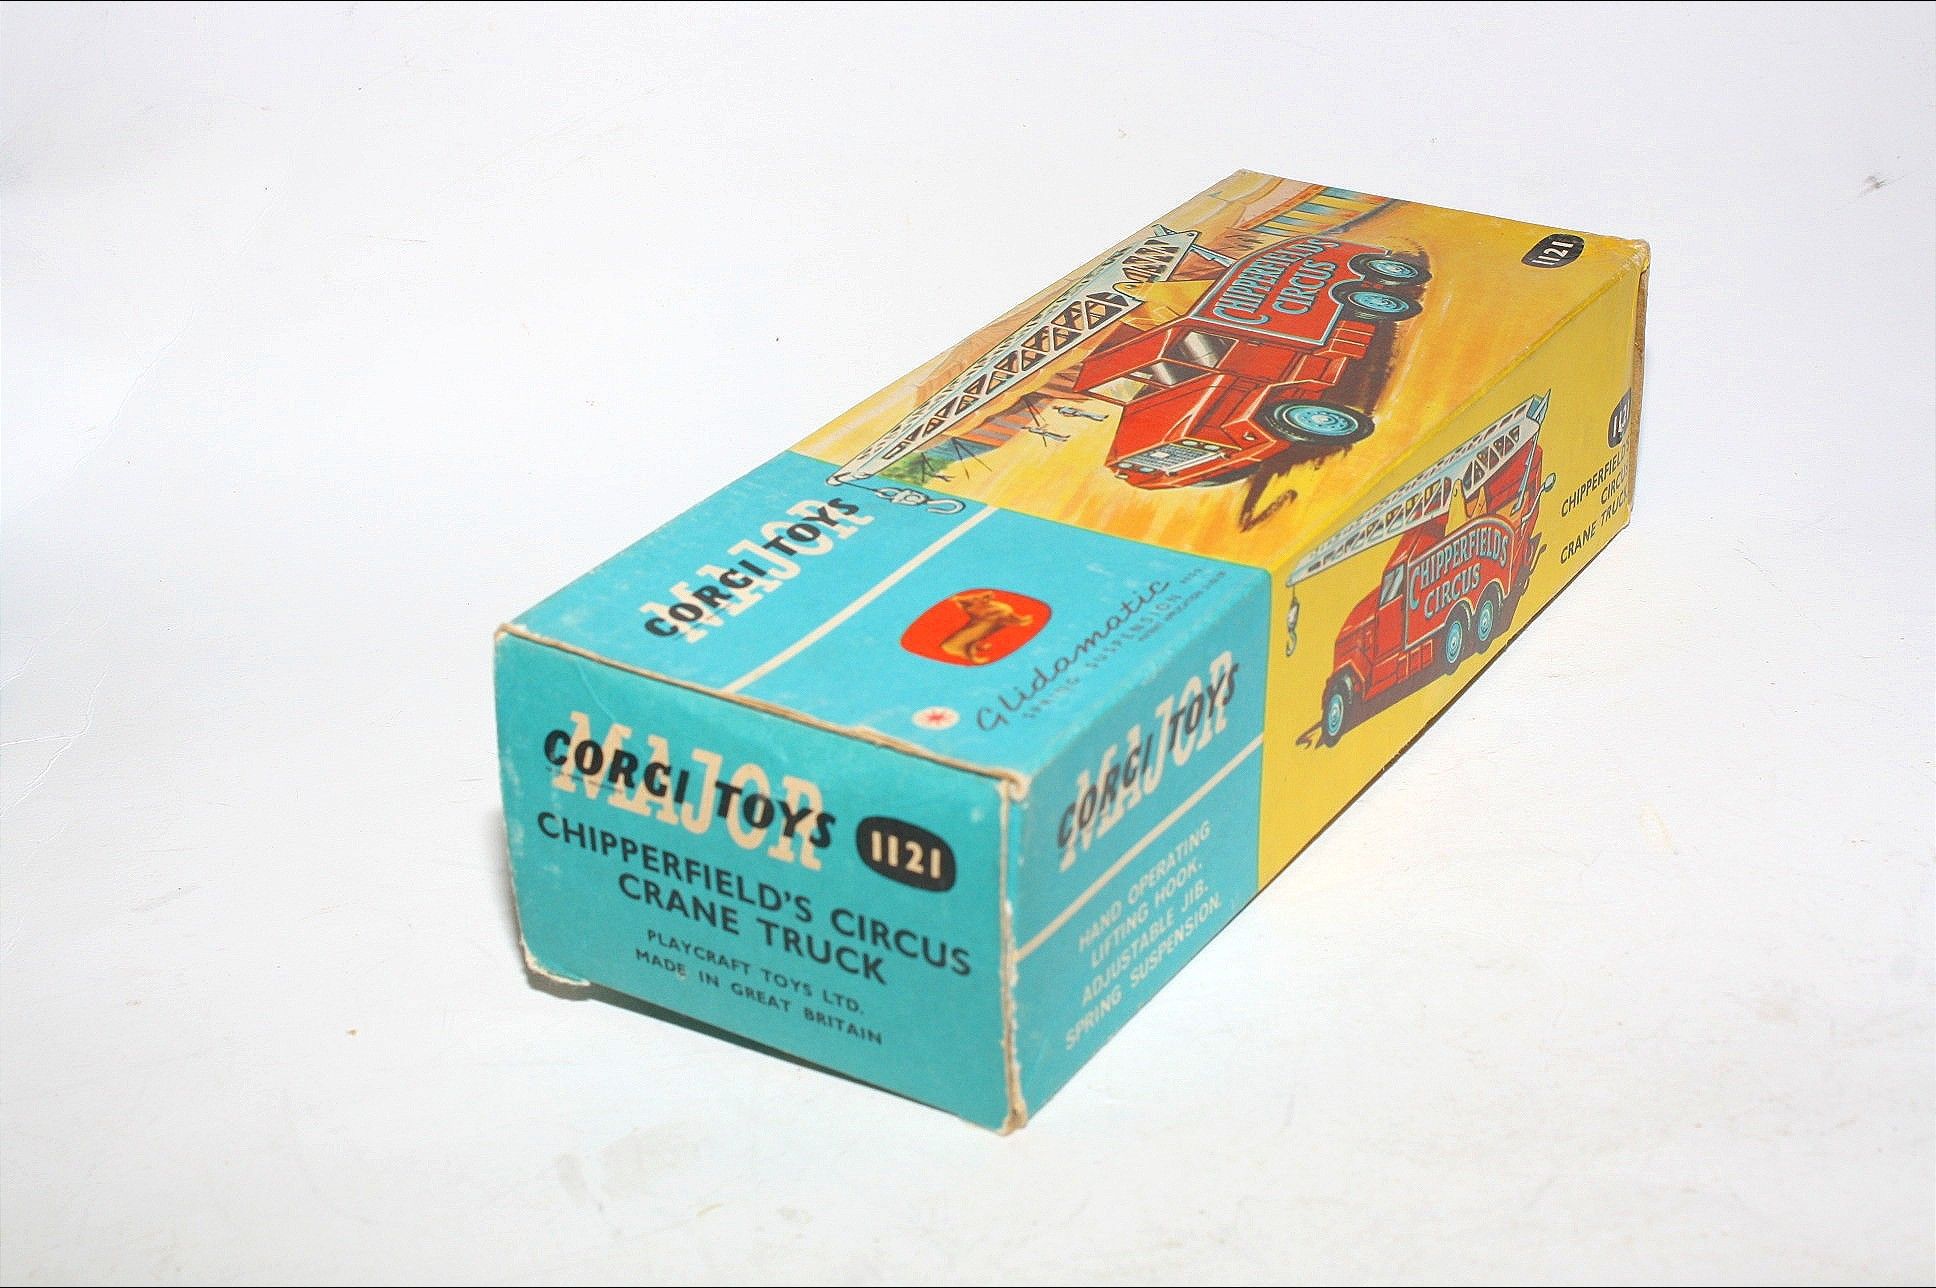 1121
CHIPPERFIELDS
CIRCUS
CORGI TOYS
MAJOR
Glidamatic
SPRING SUSPENSION
CORGI TOYS
MAJOR
1121
CHIPPERFIELD'S CIRCUS
CRANE TRUCK
PLAYCRAFT TOYS LTD.
MADE IN GREAT BRITAIN
CORGI TOYS
MAJOR
HAND OPERATING
LIFTING HOOK.
ADJUSTABLE JIB.
SPRING SUSPENSION.
CHIPPERFIELDS
CIRCUS
CIRCUS
CRANE TRUCK